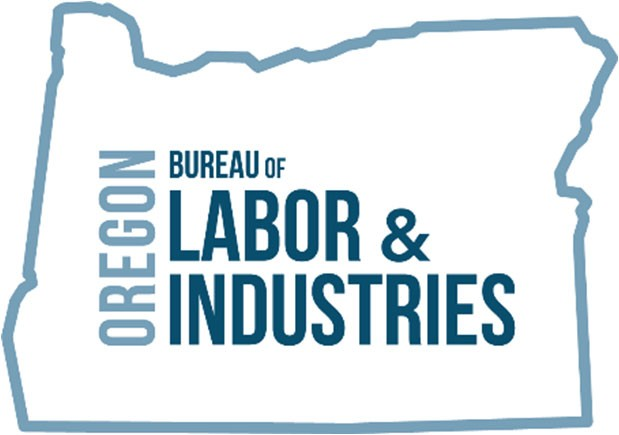 OREGON
BUREAU OF
LABOR &
INDUSTRIES